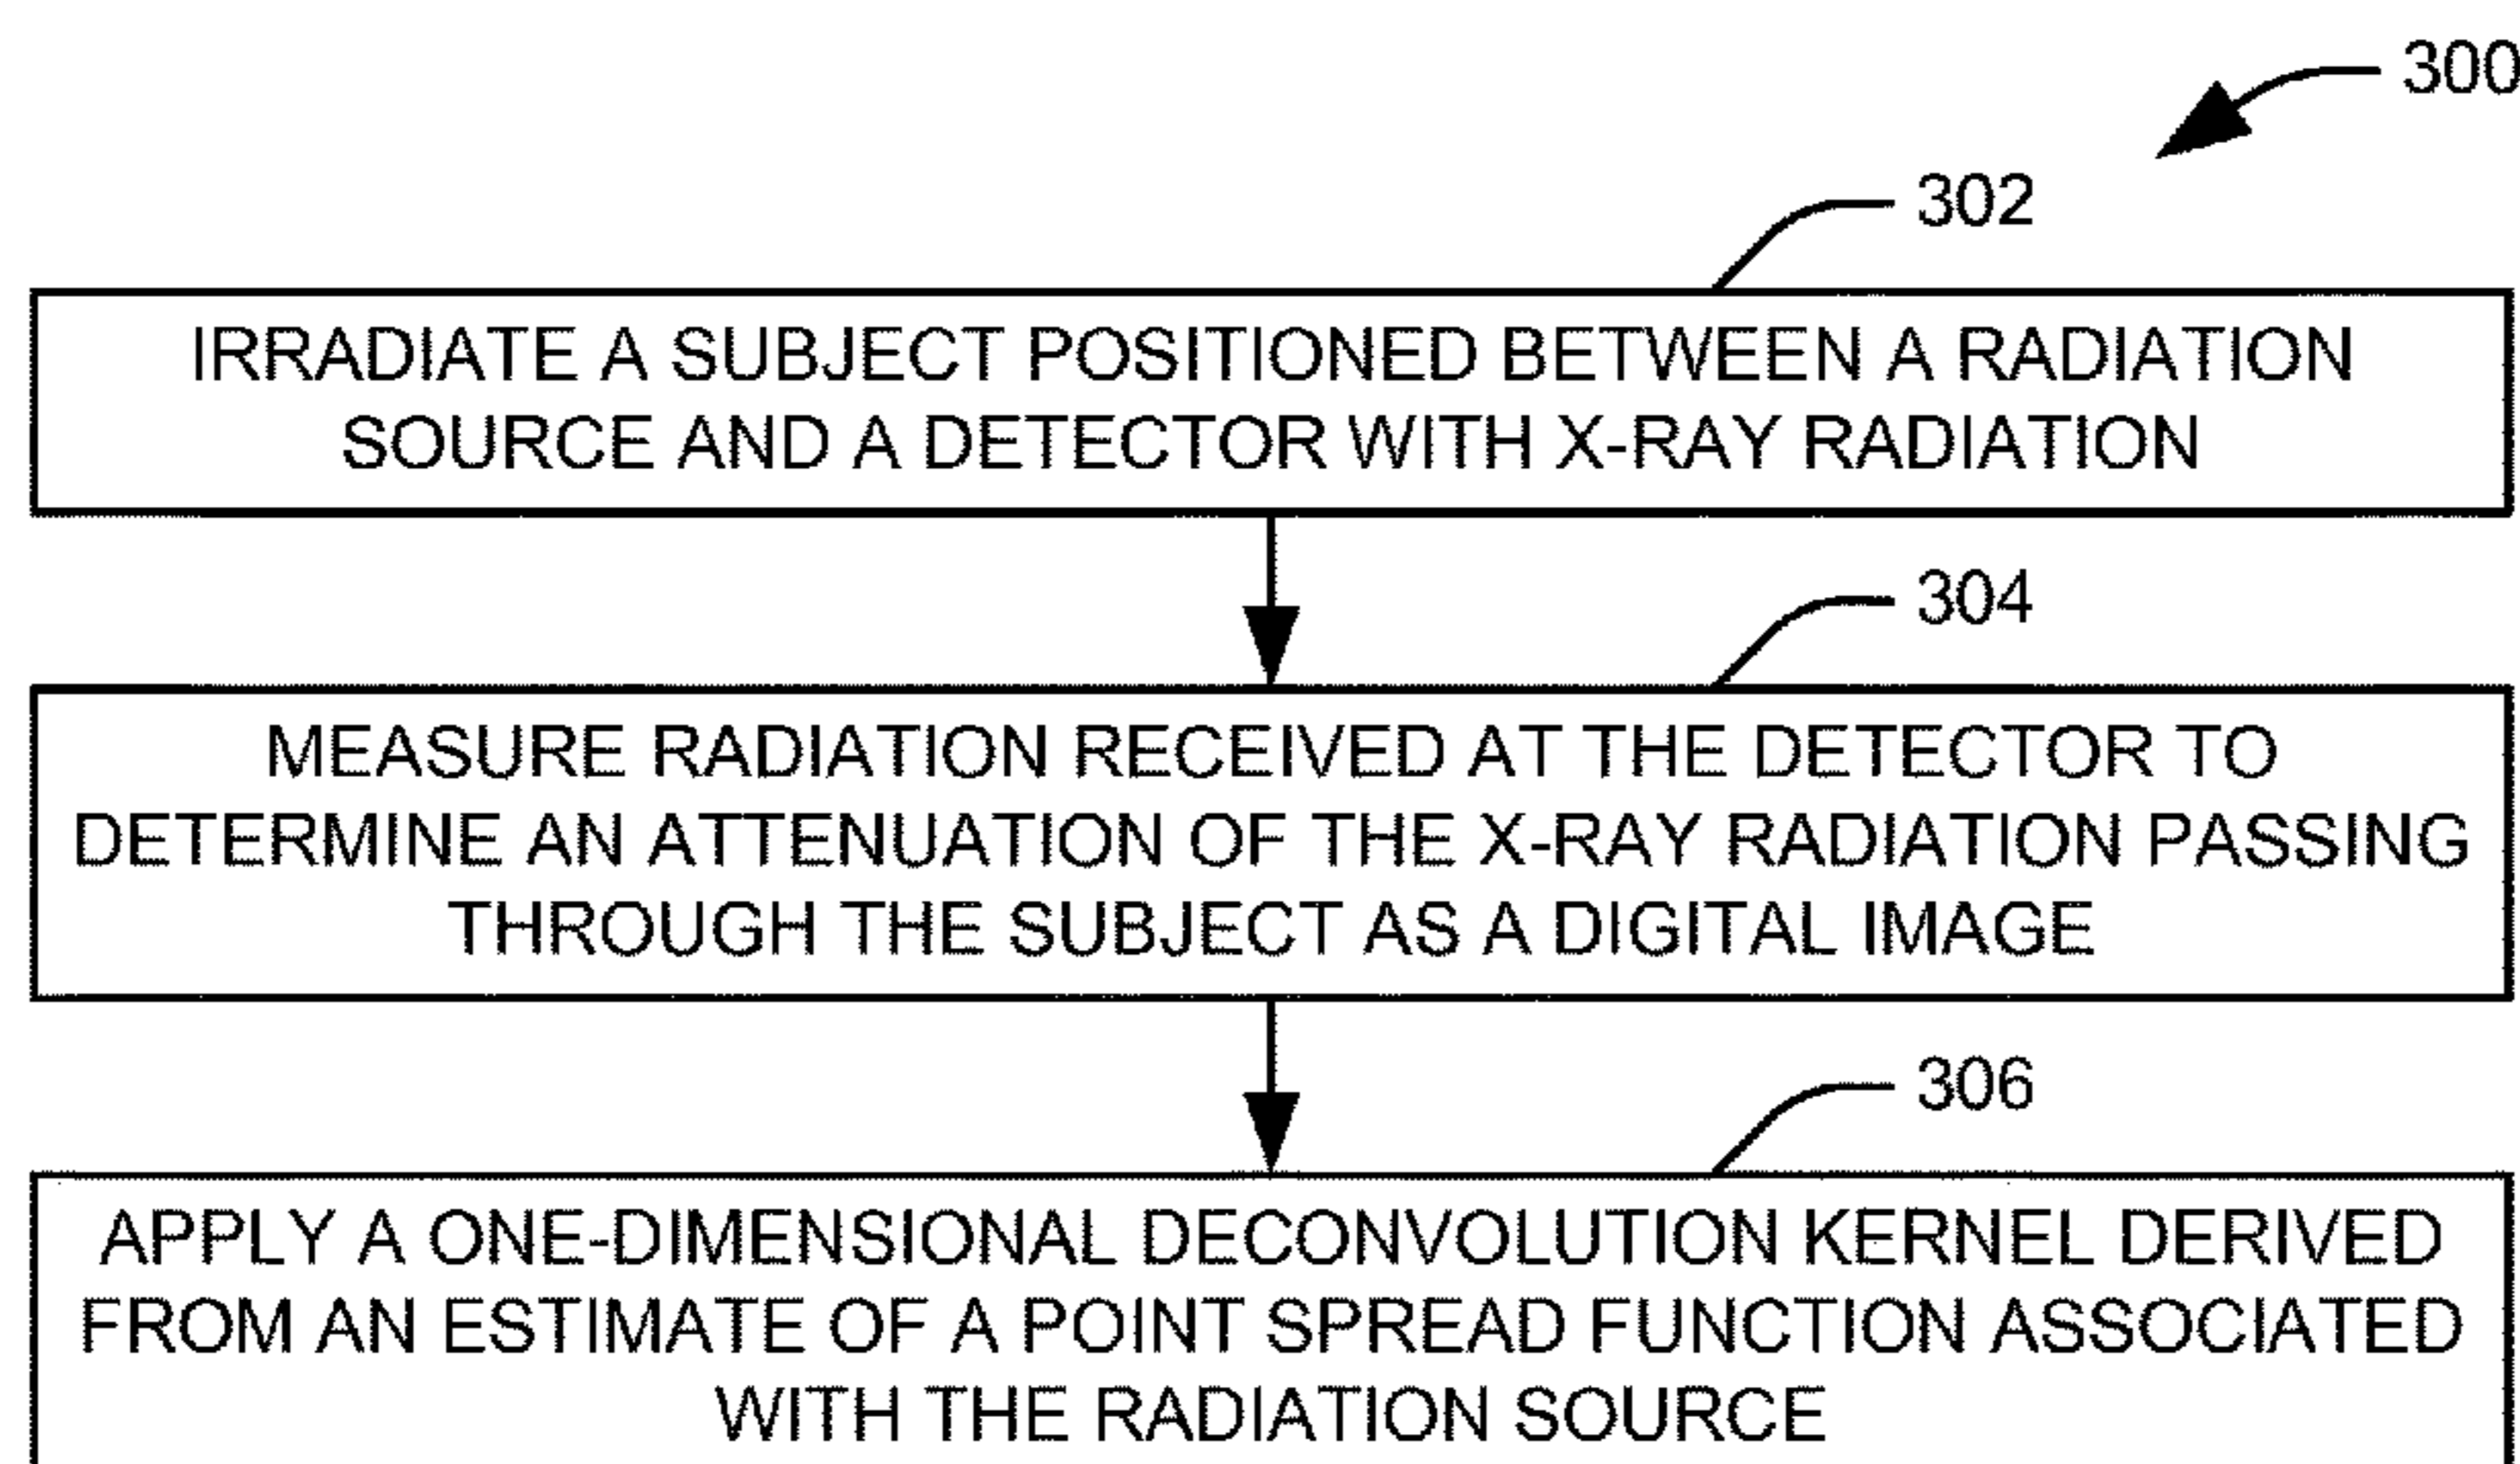 300
302
IRRADIATE A SUBJECT POSITIONED BETWEEN A RADIATION
SOURCE AND A DETECTOR WITH X-RAY RADIATION
304
MEASURE RADIATION RECEIVED AT THE DETECTOR TO
DETERMINE AN ATTENUATION OF THE X-RAY RADIATION PASSING
THROUGH THE SUBJECT AS A DIGITAL IMAGE
306
APPLY A ONE-DIMENSIONAL DECONVOLUTION KERNEL DERIVED
FROM AN ESTIMATE OF A POINT SPREAD FUNCTION ASSOCIATED
WITH THE RADIATION SOURCE